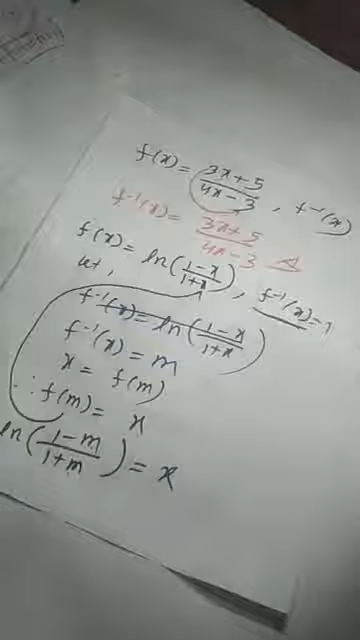 f(x) = (3x+5)/(4x-3) , f⁻¹(x)
f⁻¹(x) = (3x+5)/(4x-3)
f(x) = ln((1-x)/(1+x)) , f⁻¹(x)=?
let,
f⁻¹(x) = ln((1-x)/(1+x))
f⁻¹(x) = m
x = f(m)
∴ f(m) = x
ln((1-m)/(1+m)) = x